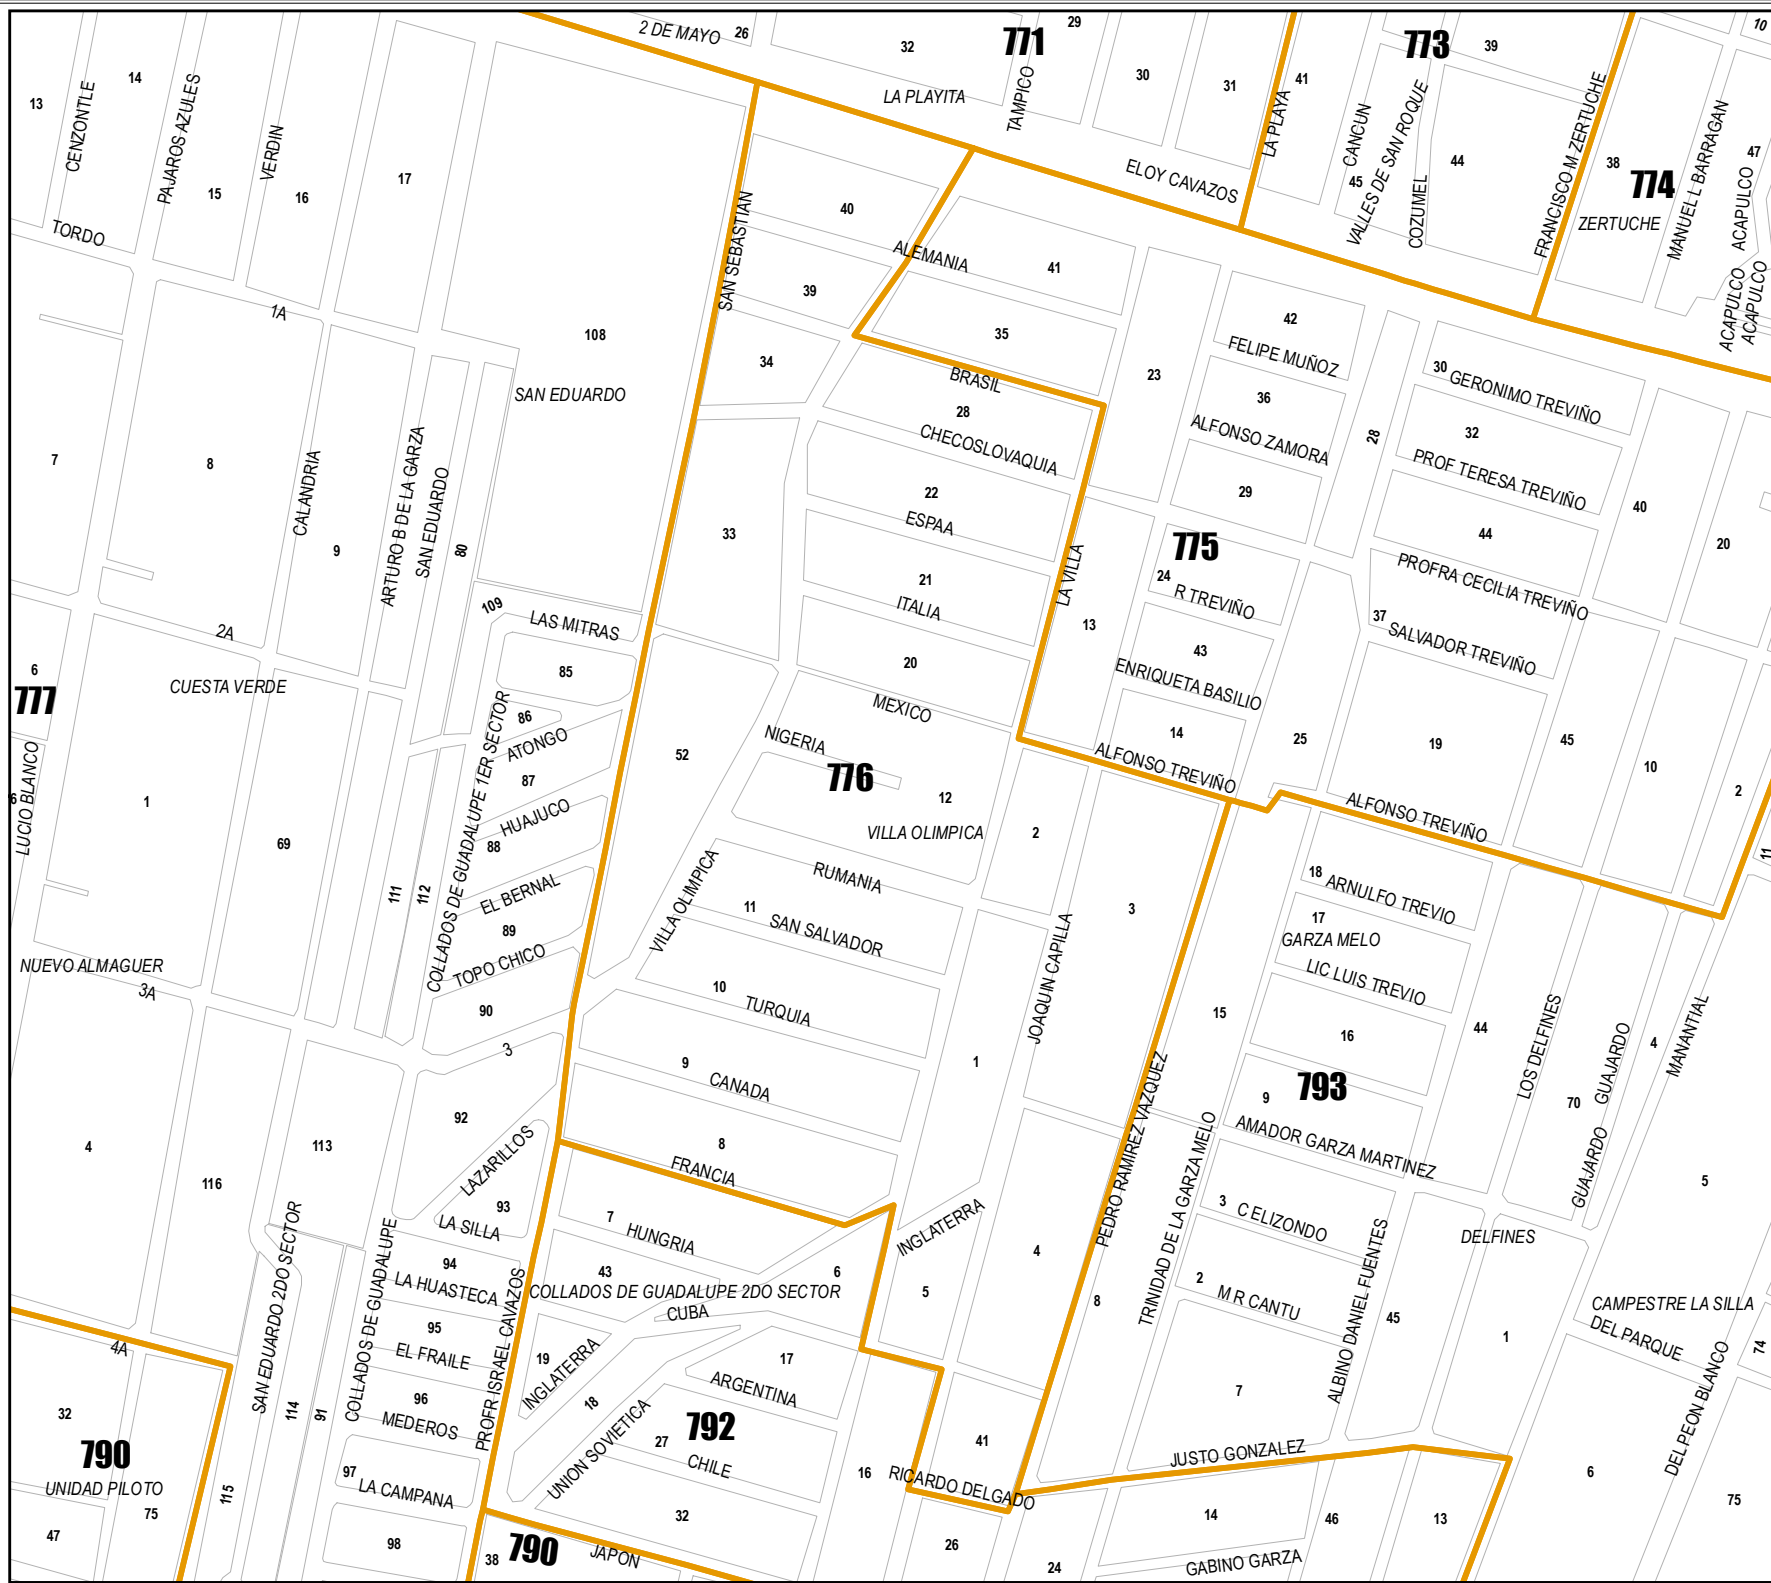 2 DE MAYO
26
32
771
29
773
39
10
14
13
CENZONTLE
PAJAROS AZULES
VERDIN
17
LA PLAYITA
TAMPICO
30
31
41
LA PLAYA
CANCUN
VALLES DE SAN ROQUE
44
FRANCISCO M ZERTUCHE
38
774
MANUEL L BARRAGAN
47
ACAPULCO
15
16
TORDO
40
ELOY CAVAZOS
45
COZUMEL
ZERTUCHE
SAN SEBASTIAN
ALEMANIA
41
39
1A
108
35
42
FELIPE MUÑOZ
ACAPULCO
ACAPULCO
34
BRASIL
23
30
GERONIMO TREVIÑO
SAN EDUARDO
28
CHECOSLOVAQUIA
36
ALFONSO ZAMORA
28
32
PROF TERESA TREVIÑO
7
8
CALANDRIA
ARTURO B DE LA GARZA
SAN EDUARDO
22
ESPAA
29
40
9
80
33
775
44
20
21
ITALIA
LA VILLA
24
R TREVIÑO
PROFRA CECILIA TREVIÑO
109
LAS MITRAS
13
37
SALVADOR TREVIÑO
2A
6
777
CUESTA VERDE
85
20
43
ENRIQUETA BASILIO
MEXICO
COLLADOS DE GUADALUPE 1ER SECTOR
86
ATONGO
14
ALFONSO TREVIÑO
25
19
45
NIGERIA
52
776
10
LUCIO BLANCO
6
1
87
HUAJUCO
12
2
ALFONSO TREVIÑO
2
69
88
VILLA OLIMPICA
11
VILLA OLIMPICA
RUMANIA
18
ARNULFO TREVIO
111
112
EL BERNAL
11
3
17
GARZA MELO
89
SAN SALVADOR
NUEVO ALMAGUER
3A
TOPO CHICO
10
TURQUIA
JOAQUIN CAPILLA
LIC LUIS TREVIO
90
15
16
44
LOS DELFINES
GUAJARDO
4
MANANTIAL
3
9
CANADA
1
PEDRO RAMIREZ VAZQUEZ
793
9
AMADOR GARZA MARTINEZ
70
4
113
92
LAZARILLOS
8
FRANCIA
TRINIDAD DE LA GARZA MELO
GUAJARDO
5
116
93
LA SILLA
7
HUNGRIA
INGLATERRA
3
C ELIZONDO
DELFINES
SAN EDUARDO 2DO SECTOR
COLLADOS DE GUADALUPE
94
LA HUASTECA
43
6
4
ALBINO DANIEL FUENTES
COLLADOS DE GUADALUPE 2DO SECTOR
CUBA
5
8
2
M R CANTU
CAMPESTRE LA SILLA
DEL PARQUE
45
1
74
4A
95
EL FRAILE
PROFR ISRAEL CAVAZOS
19
INGLATERRA
17
ARGENTINA
7
DEL PEON BLANCO
32
790
114
91
96
MEDEROS
18
UNION SOVIETICA
792
27
CHILE
41
JUSTO GONZALEZ
UNIDAD PILOTO
75
115
97
LA CAMPANA
16
RICARDO DELGADO
6
75
47
32
14
46
13
98
38
790
JAPON
26
24
GABINO GARZA